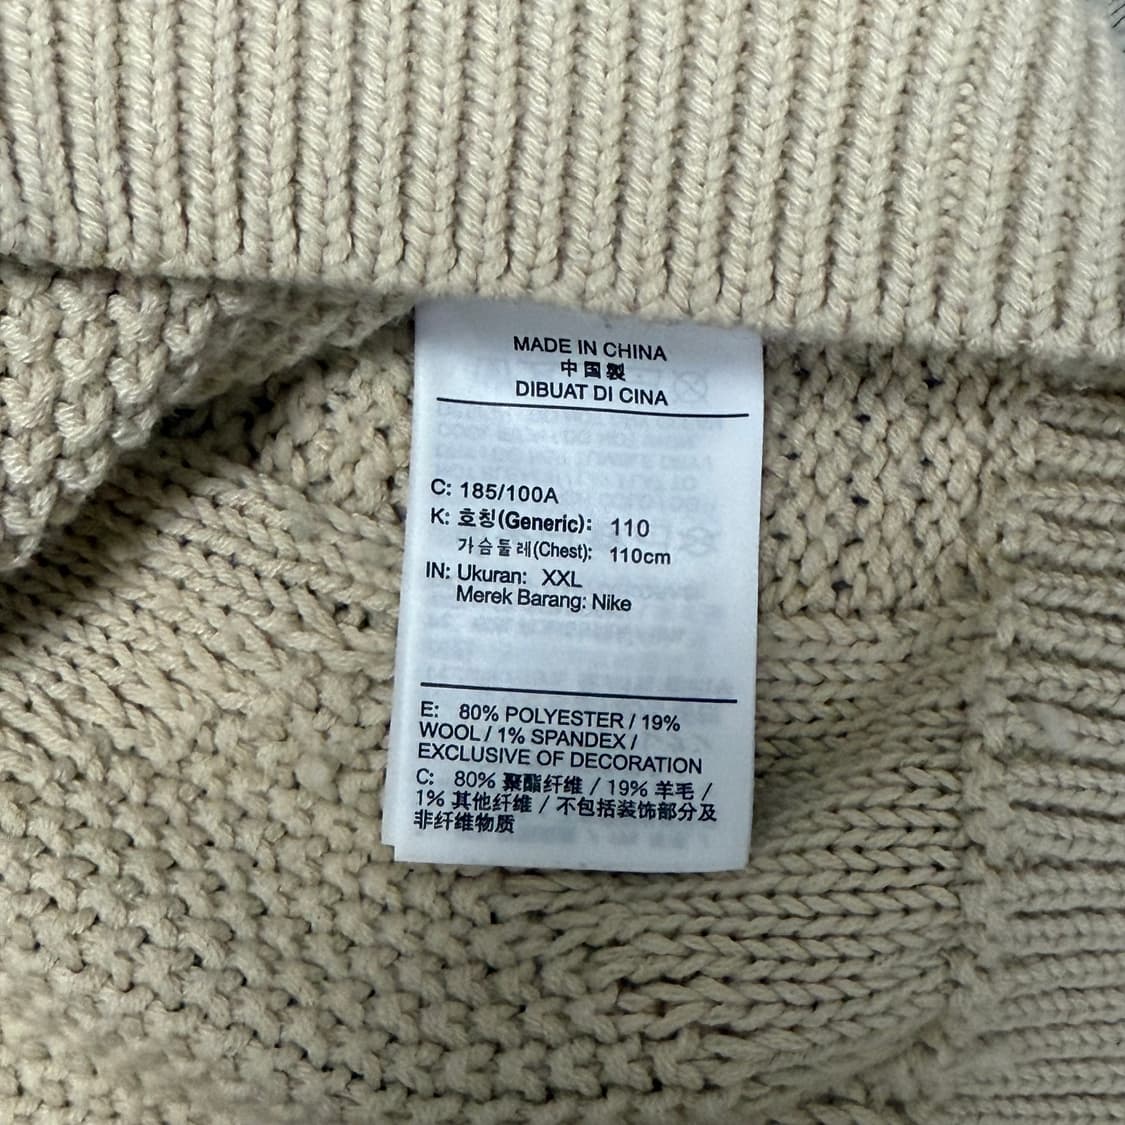 MADE IN CHINA
中国製
DIBUAT DI CINA
C: 185/100A
K: 호칭(Generic): 110
가슴둘레(Chest): 110cm
IN: Ukuran: XXL
Merek Barang: Nike
E: 80% POLYESTER / 19%
WOOL / 1% SPANDEX /
EXCLUSIVE OF DECORATION
C: 80% 聚酯纤维 / 19% 羊毛 /
1% 其他纤维 / 不包括装饰部分及
非纤维物质